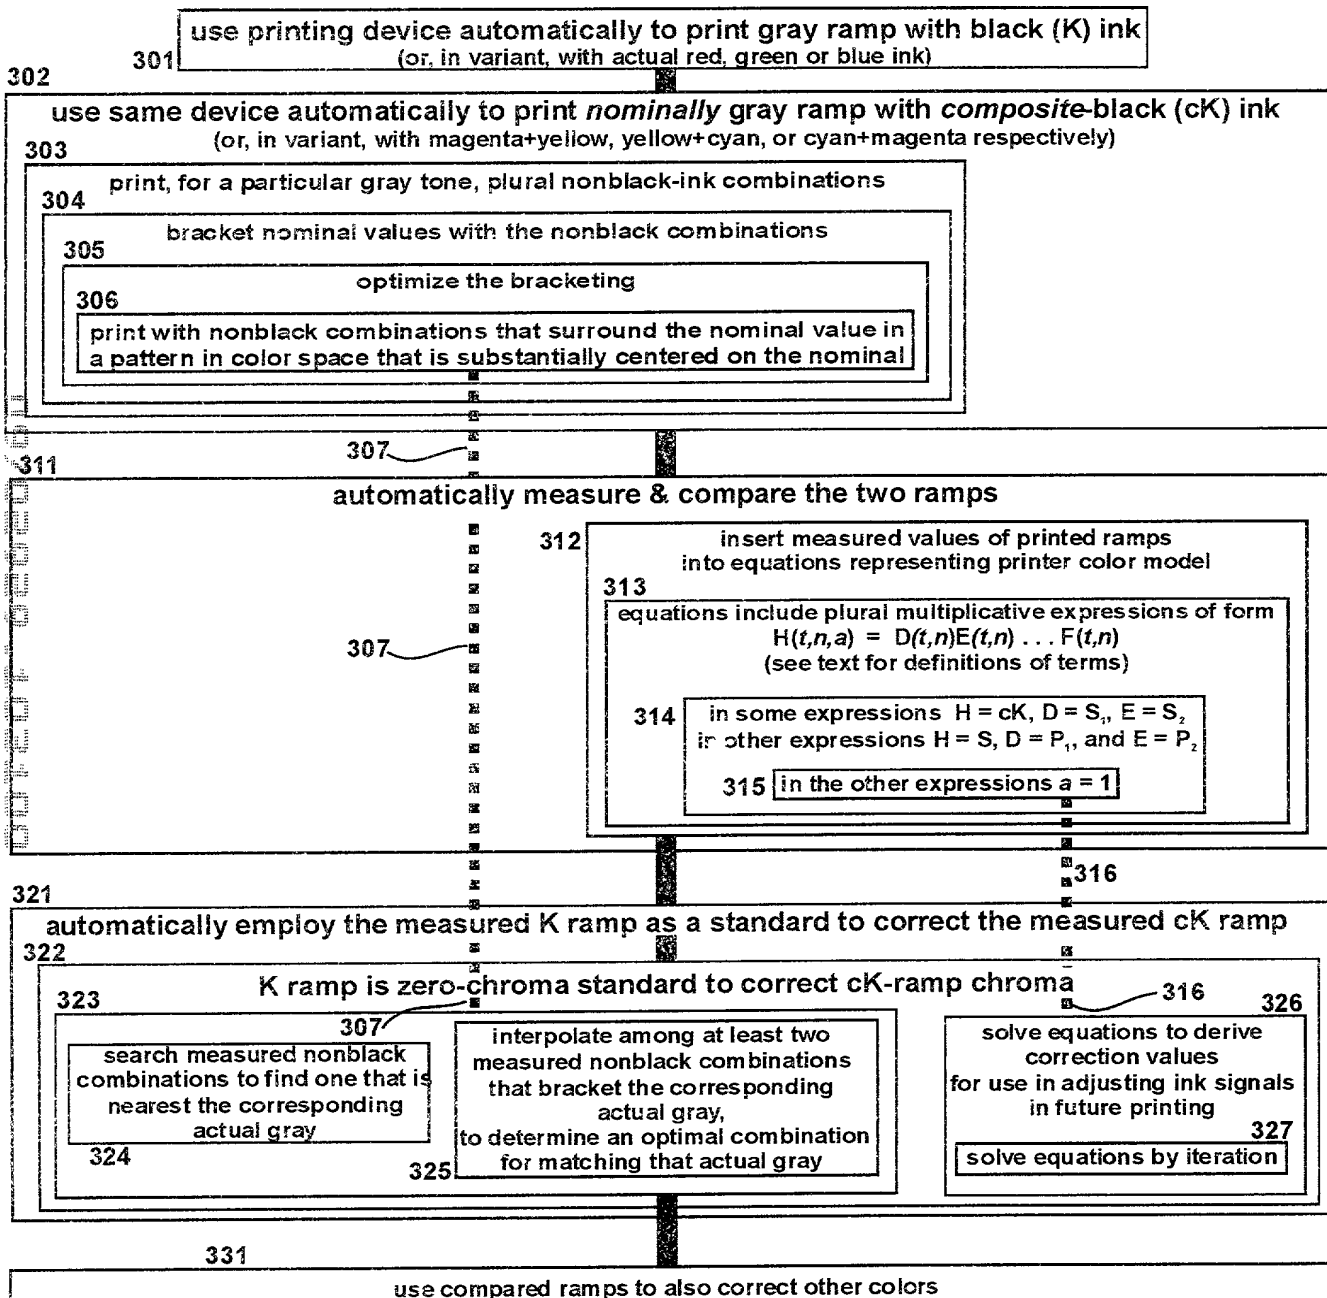 use printing device automatically to print gray ramp with black (K) ink
(or, in variant, with actual red, green or blue ink)
301
302
use same device automatically to print nominally gray ramp with composite-black (cK) ink
(or, in variant, with magenta+yellow, yellow+cyan, or cyan+magenta respectively)
303
print, for a particular gray tone, plural nonblack-ink combinations
304
bracket nominal values with the nonblack combinations
305
optimize the bracketing
306
print with nonblack combinations that surround the nominal value in
a pattern in color space that is substantially centered on the nominal
307
311
automatically measure & compare the two ramps
312
insert measured values of printed ramps
into equations representing printer color model
313
equations include plural multiplicative expressions of form
H(t,n,a) = D(t,n)E(t,n) . . . F(t,n)
(see text for definitions of terms)
307
314
in some expressions H = cK, D = S₁, E = S₂
in other expressions H = S, D = P₁, and E = P₂
315
in the other expressions a = 1
316
321
automatically employ the measured K ramp as a standard to correct the measured cK ramp
322
K ramp is zero-chroma standard to correct cK-ramp chroma
323
307
316
326
search measured nonblack
combinations to find one that is
nearest the corresponding
actual gray
324
interpolate among at least two
measured nonblack combinations
that bracket the corresponding
actual gray,
to determine an optimal combination
for matching that actual gray
325
solve equations to derive
correction values
for use in adjusting ink signals
in future printing
327
solve equations by iteration
331
use compared ramps to also correct other colors